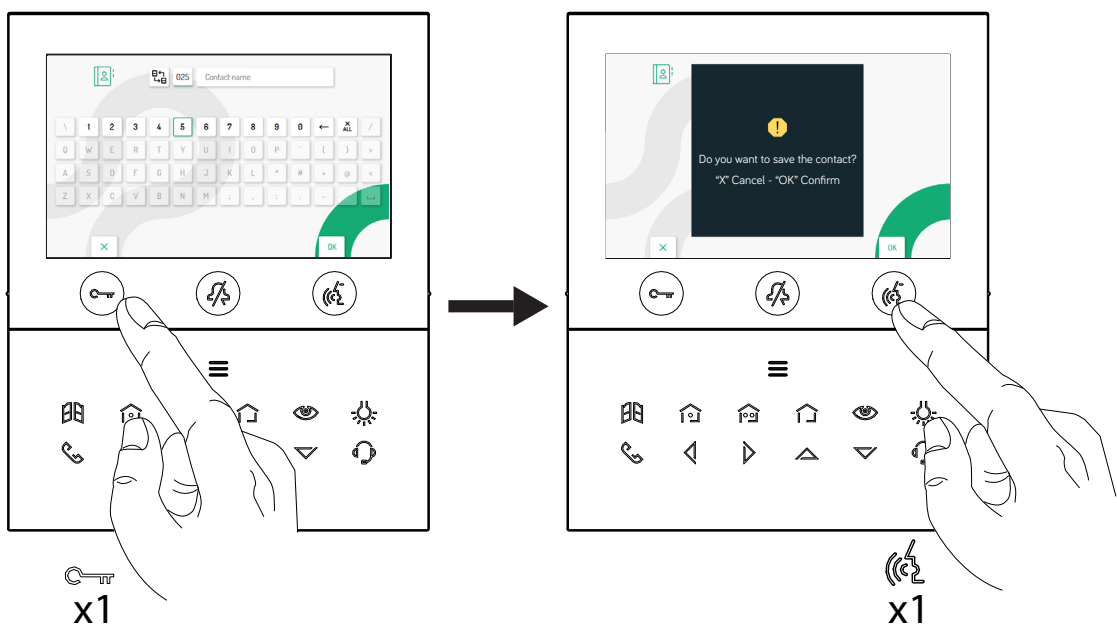 025 Contact name
\ 1 2 3 4 5 6 7 8 9 0 ← X ALL /
Q W E R T Y U I O P ` ( ) >
A S D F G H J K L * # + @ <
Z X C V B N M ; , : . -
X OK
x1
Do you want to save the contact?
“X” Cancel - “OK” Confirm
X OK
x1